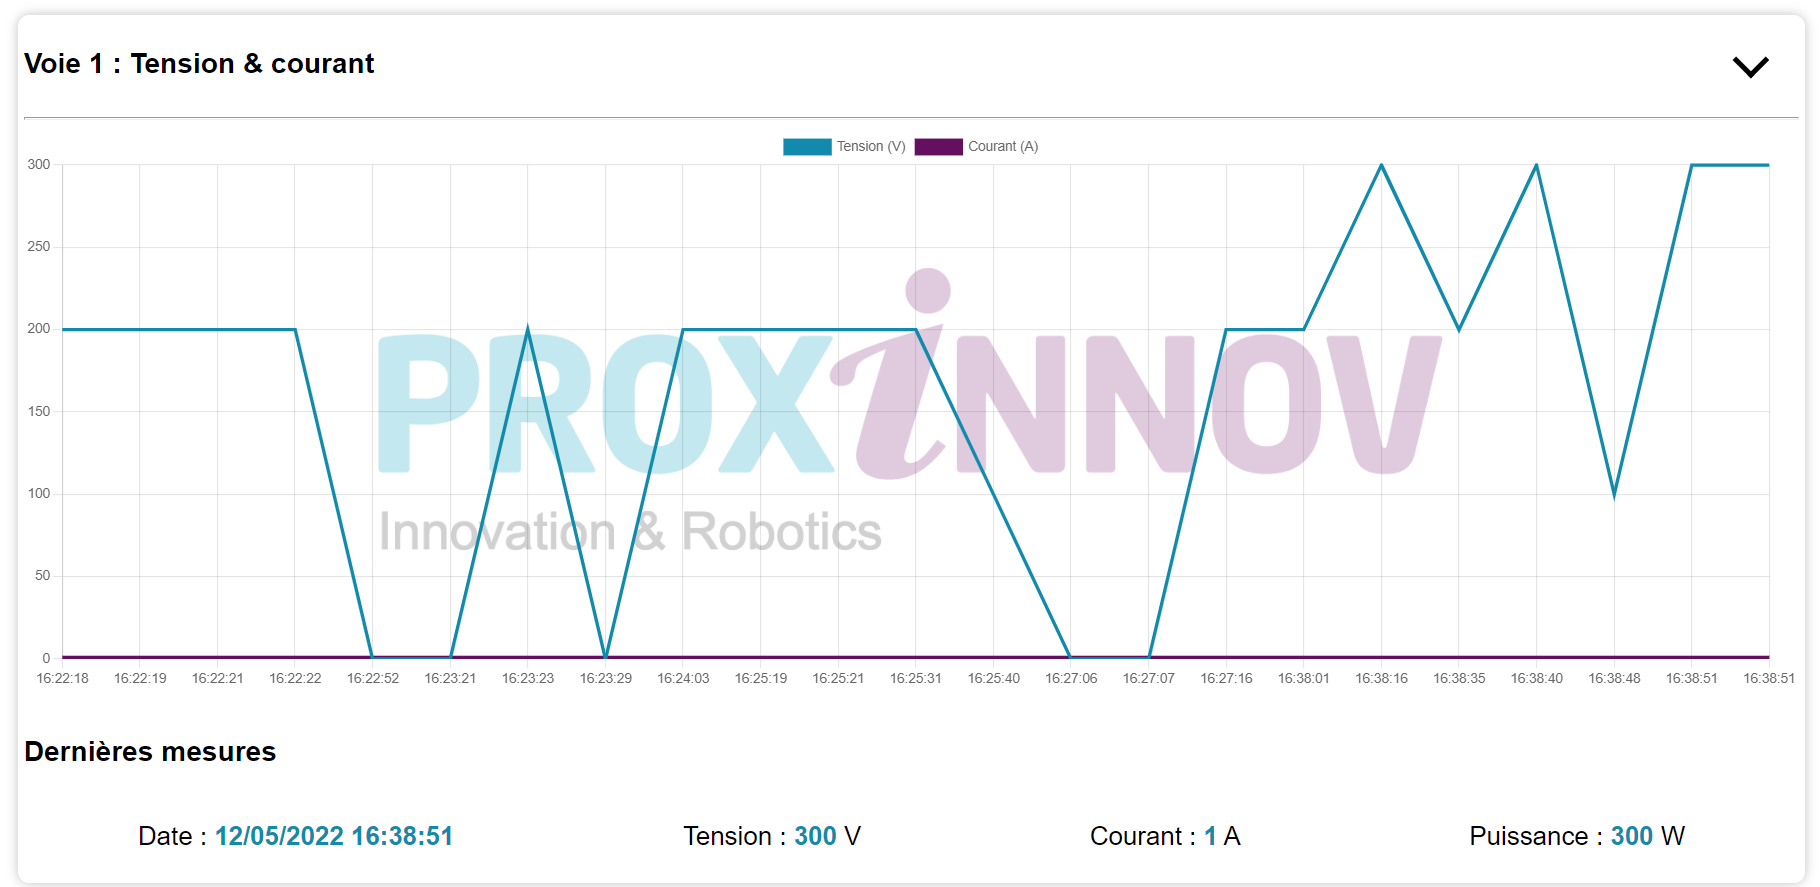 Voie 1 : Tension & courant
Tension (V) Courant (A)
300
250
200
150
100
50
0
PROXiNNOV
Innovation & Robotics
16:22:18 16:22:19 16:22:21 16:22:22 16:22:52 16:23:21 16:23:23 16:23:29 16:24:03 16:25:19 16:25:21 16:25:31 16:25:40 16:27:06 16:27:07 16:27:16 16:38:01 16:38:16 16:38:35 16:38:40 16:38:48 16:38:51 16:38:51
Dernières mesures
Date : 12/05/2022 16:38:51 Tension : 300 V Courant : 1 A Puissance : 300 W